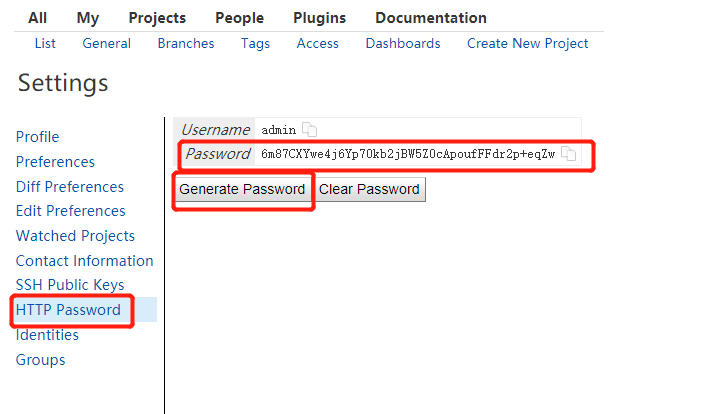 All My Projects People Plugins Documentation
List General Branches Tags Access Dashboards Create New Project
Settings
Profile
Preferences
Diff Preferences
Edit Preferences
Watched Projects
Contact Information
SSH Public Keys
HTTP Password
Identities
Groups
Username admin
Password 6m87CXYwe4j6Yp70kb2jBW5Z0cApoufFFdr2p+eqZw
Generate Password Clear Password